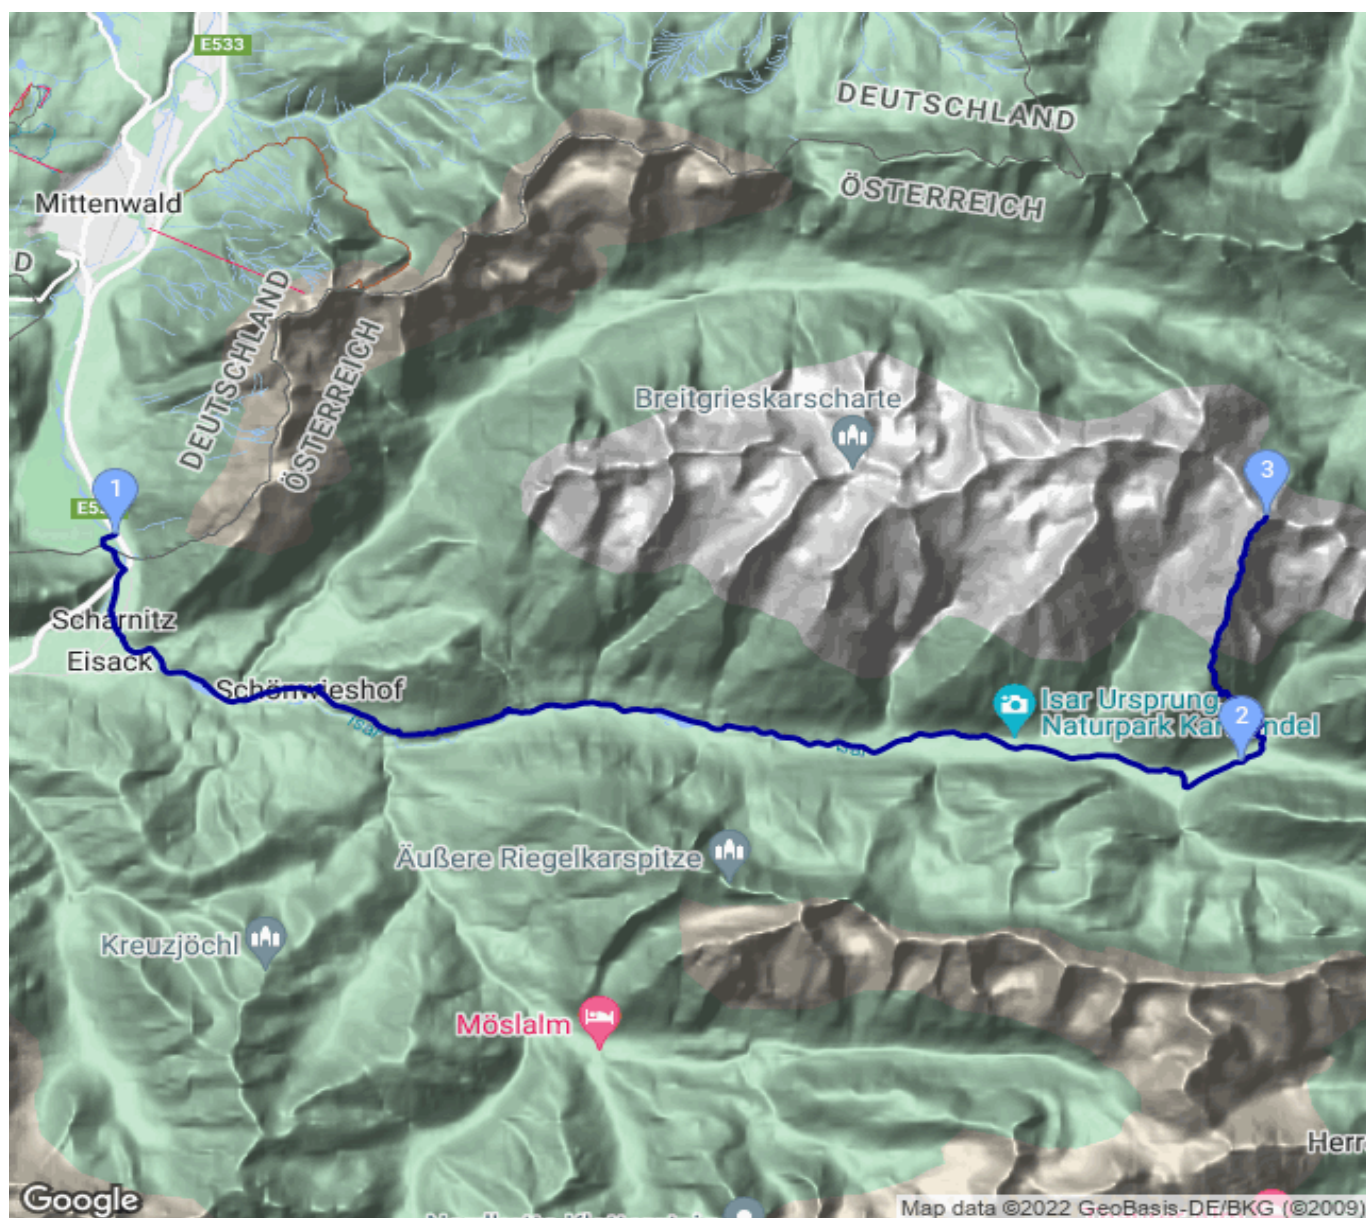 E533
DEUTSCHLAND
ÖSTERREICH
Mittenwald
D
DEUTSCHLAND
ÖSTERREICH
Breitgrieskarscharte
3
1
Scharnitz
Eisack
Schönwieshof
Isar
Isar Ursprung
Naturpark Karwendel
2
Äußere Riegelkarspitze
Kreuzjöchl
Möslalm
Herr
Google
Map data ©2022 GeoBasis-DE/BKG (©2009)